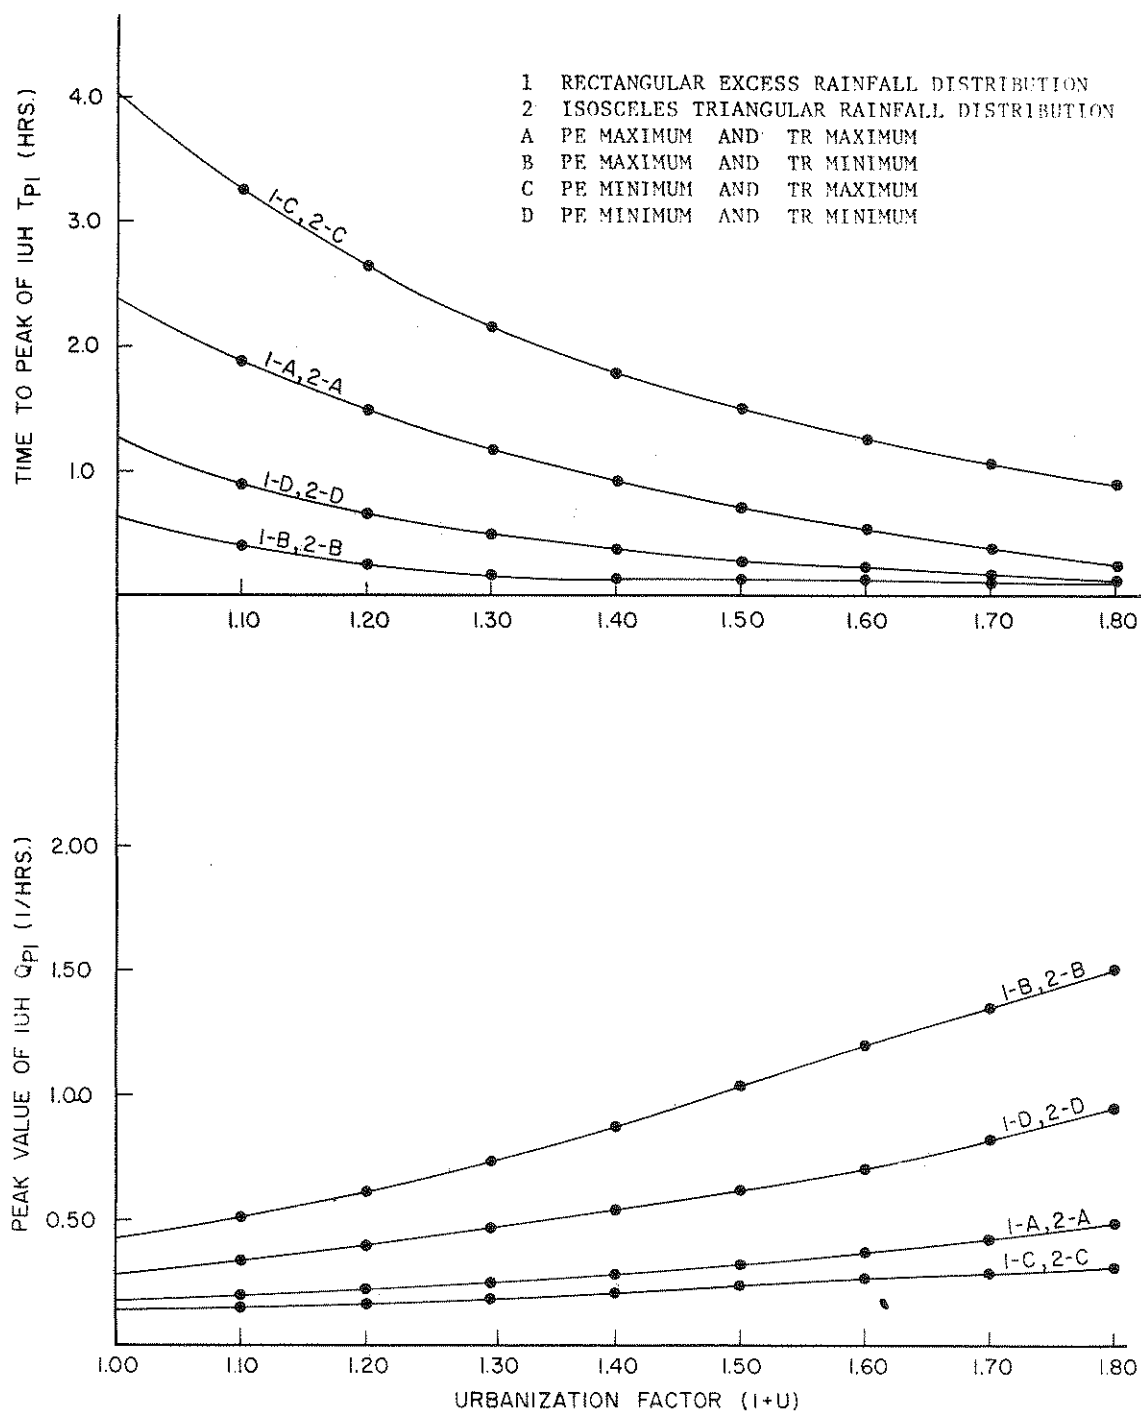 4.0
3.0
2.0
1.0
TIME TO PEAK OF IUH TPI (HRS.)
1 RECTANGULAR EXCESS RAINFALL DISTRIBUTION
2 ISOSCELES TRIANGULAR RAINFALL DISTRIBUTION
A PE MAXIMUM AND TR MAXIMUM
B PE MAXIMUM AND TR MINIMUM
C PE MINIMUM AND TR MAXIMUM
D PE MINIMUM AND TR MINIMUM
1-C, 2-C
1-A, 2-A
1-D, 2-D
1-B, 2-B
1.10 1.20 1.30 1.40 1.50 1.60 1.70 1.80
PEAK VALUE OF IUH QPI (1/HRS.)
2.00
1.50
1.00
0.50
1-B, 2-B
1-D, 2-D
1-A, 2-A
1-C, 2-C
1.00 1.10 1.20 1.30 1.40 1.50 1.60 1.70 1.80
URBANIZATION FACTOR (1+U)